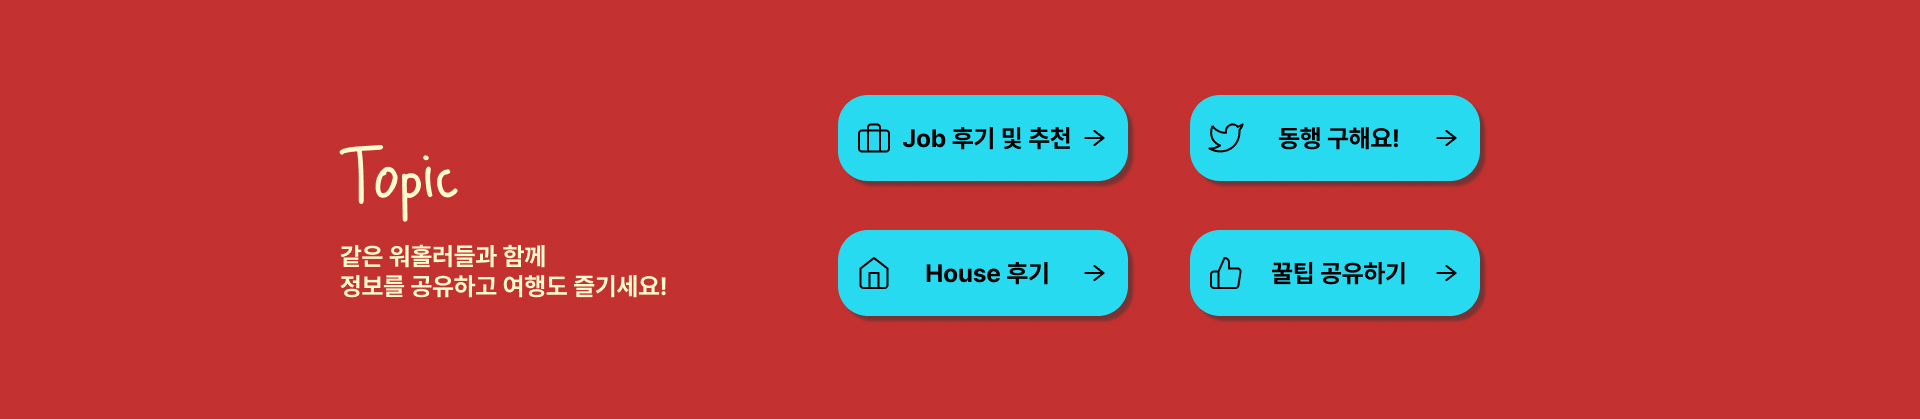 Topic
같은 워홀러들과 함께
정보를 공유하고 여행도 즐기세요!
Job 후기 및 추천
동행 구해요!
House 후기
꿀팁 공유하기